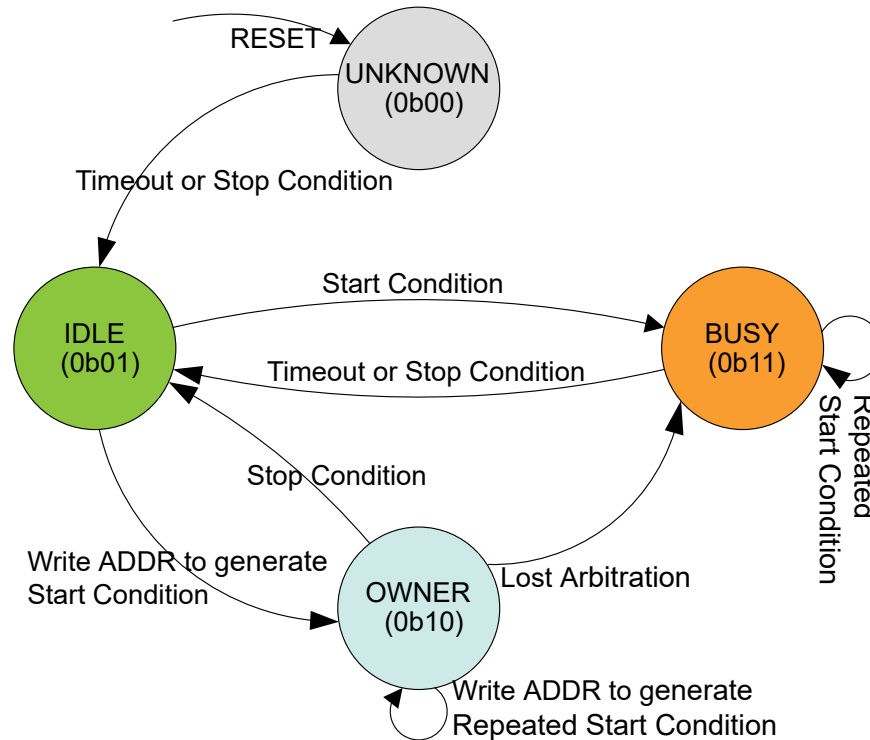 RESET
UNKNOWN
(0b00)
Timeout or Stop Condition
Start Condition
IDLE
(0b01)
BUSY
(0b11)
Timeout or Stop Condition
Repeated
Start Condition
Stop Condition
Write ADDR to generate
Start Condition
OWNER
(0b10)
Lost Arbitration
Write ADDR to generate
Repeated Start Condition